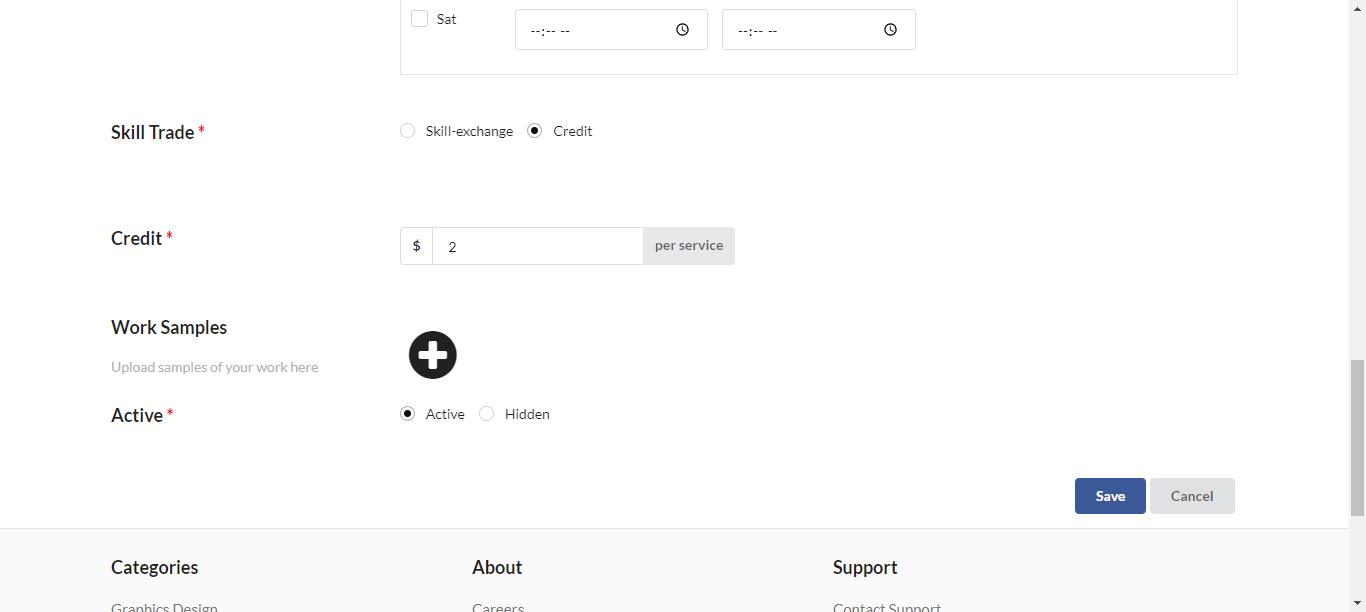 Sat --:-- -- --:-- --
Skill Trade * Skill-exchange Credit
Credit * $ 2 per service
Work Samples
Upload samples of your work here
Active * Active Hidden
Save Cancel
Categories About Support
Graphics Design Careers Contact Support